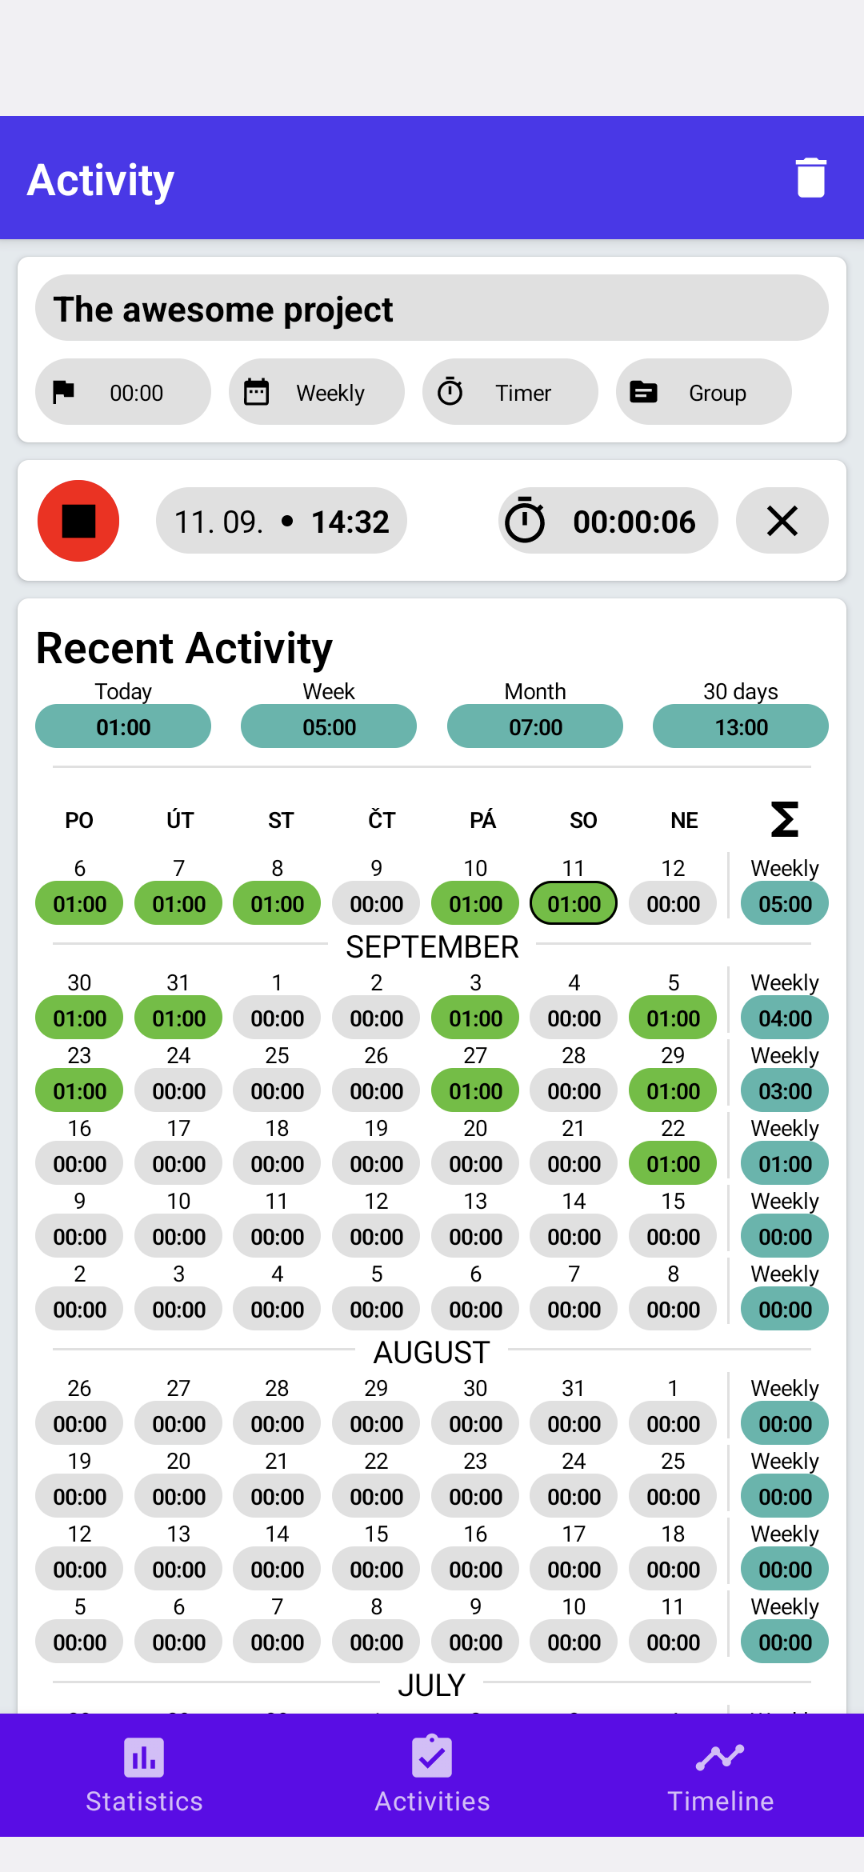 Activity
The awesome project
00:00 Weekly Timer Group
11. 09. • 14:32 00:00:06
Recent Activity
Today Week Month 30 days
01:00 05:00 07:00 13:00
PO ÚT ST ČT PÁ SO NE Σ
6 7 8 9 10 11 12 Weekly
01:00 01:00 01:00 00:00 01:00 01:00 00:00 05:00
SEPTEMBER
30 31 1 2 3 4 5 Weekly
01:00 01:00 00:00 00:00 01:00 00:00 01:00 04:00
23 24 25 26 27 28 29 Weekly
01:00 00:00 00:00 00:00 01:00 00:00 01:00 03:00
16 17 18 19 20 21 22 Weekly
00:00 00:00 00:00 00:00 00:00 00:00 01:00 01:00
9 10 11 12 13 14 15 Weekly
00:00 00:00 00:00 00:00 00:00 00:00 00:00 00:00
2 3 4 5 6 7 8 Weekly
00:00 00:00 00:00 00:00 00:00 00:00 00:00 00:00
AUGUST
26 27 28 29 30 31 1 Weekly
00:00 00:00 00:00 00:00 00:00 00:00 00:00 00:00
19 20 21 22 23 24 25 Weekly
00:00 00:00 00:00 00:00 00:00 00:00 00:00 00:00
12 13 14 15 16 17 18 Weekly
00:00 00:00 00:00 00:00 00:00 00:00 00:00 00:00
5 6 7 8 9 10 11 Weekly
00:00 00:00 00:00 00:00 00:00 00:00 00:00 00:00
JULY
Statistics Activities Timeline